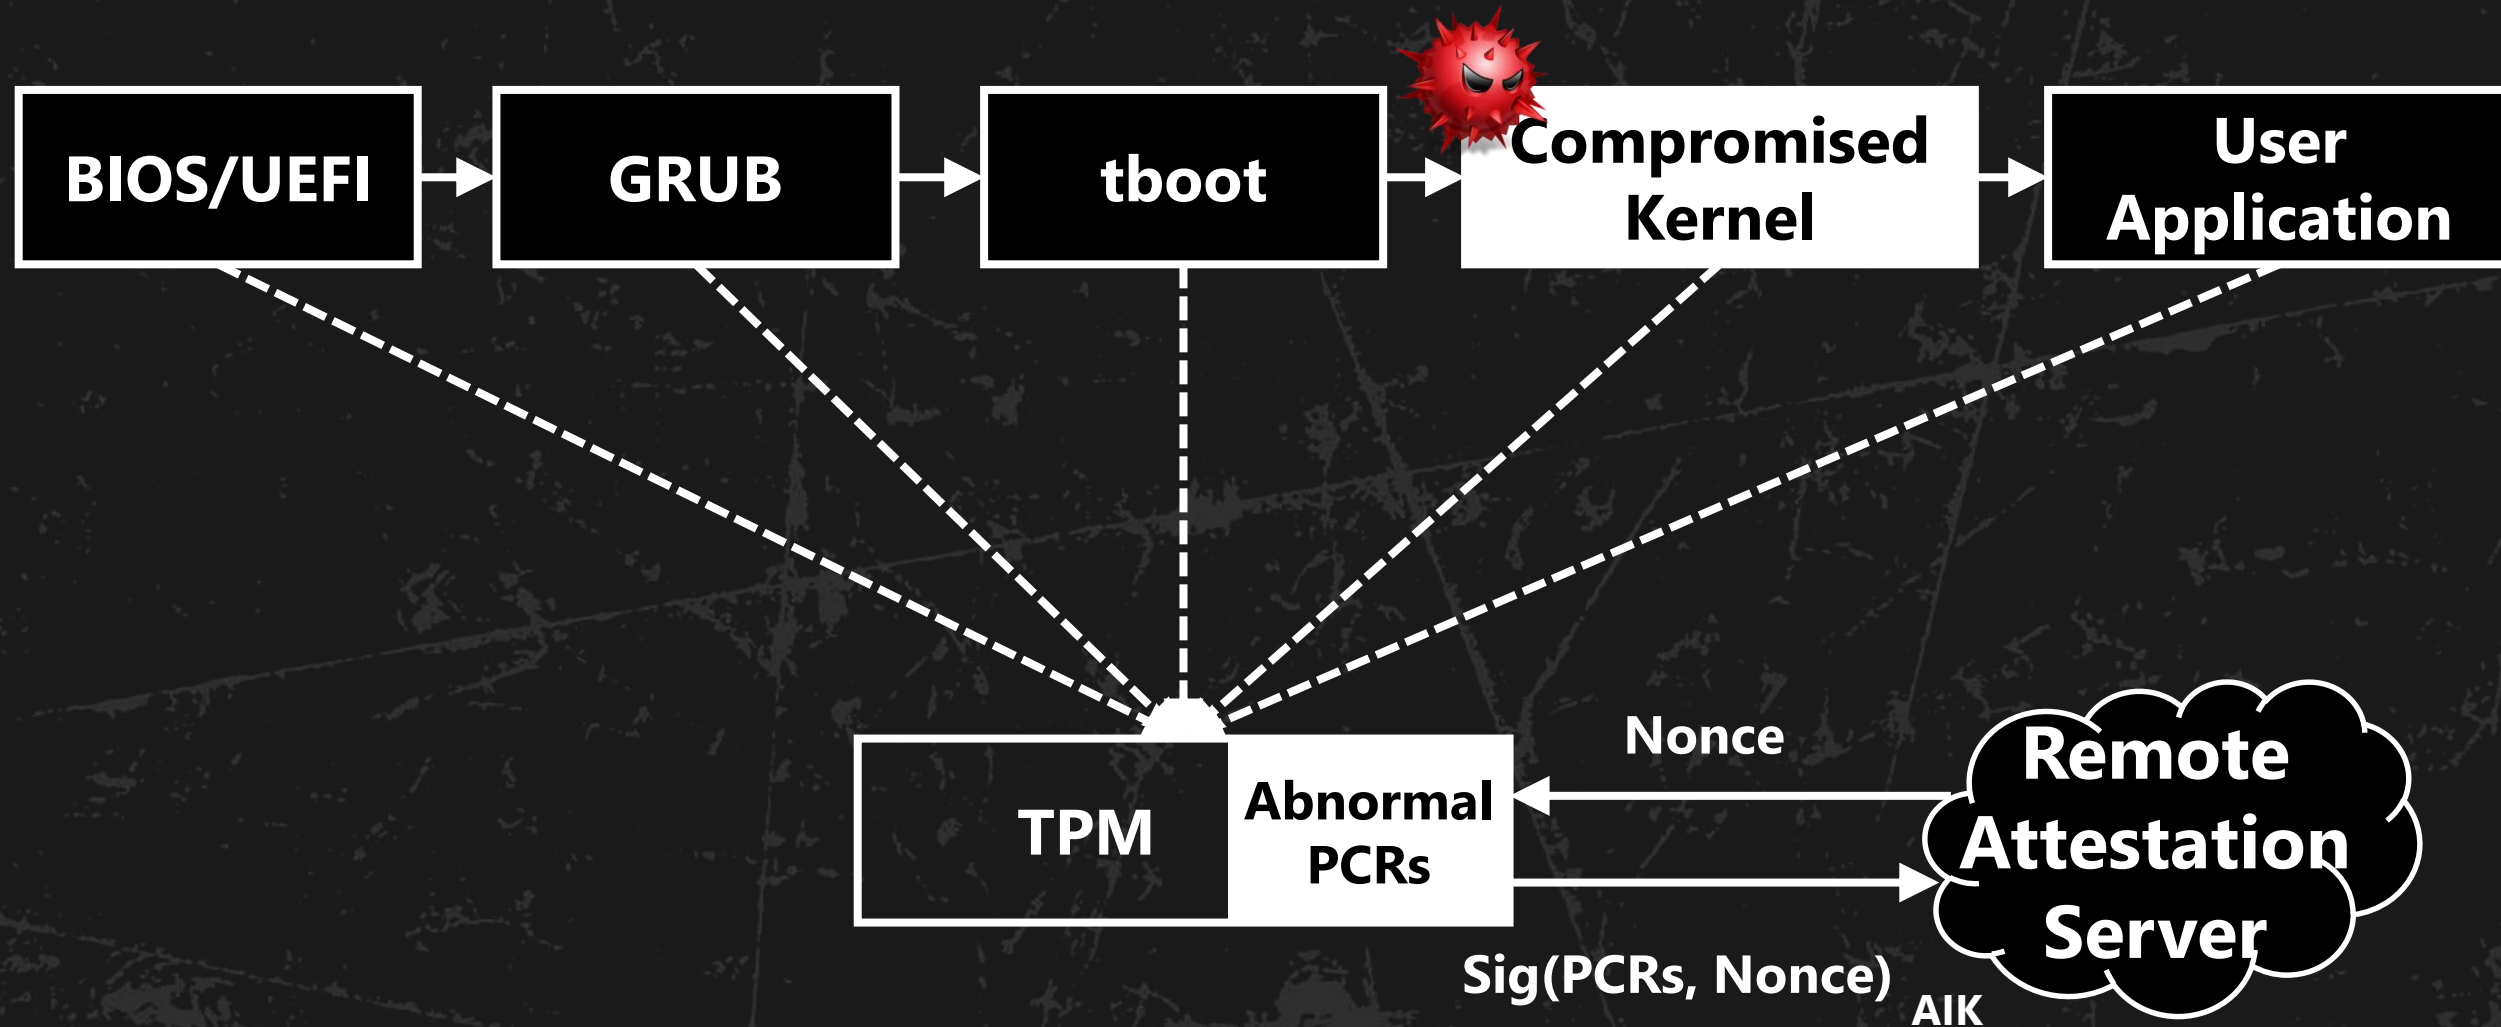 BIOS/UEFI
GRUB
tboot
Compromised
Kernel
User
Application
TPM
Abnormal
PCRs
Nonce
Sig(PCRs, Nonce)
AIK
Remote
Attestation
Server